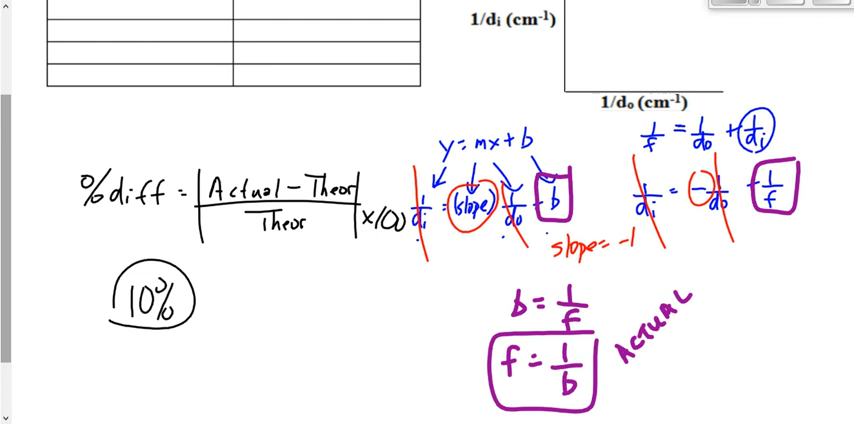 1/dᵢ (cm⁻¹)
1/dₒ (cm⁻¹)
y = mx + b
1/f = 1/do + 1/di
% diff = |Actual - Theor / Theor| x100
1/di = (slope) 1/do + b
1/di = - 1/do + 1/f
slope = -1
10%
b = 1/f
f = 1/b
ACTUAL